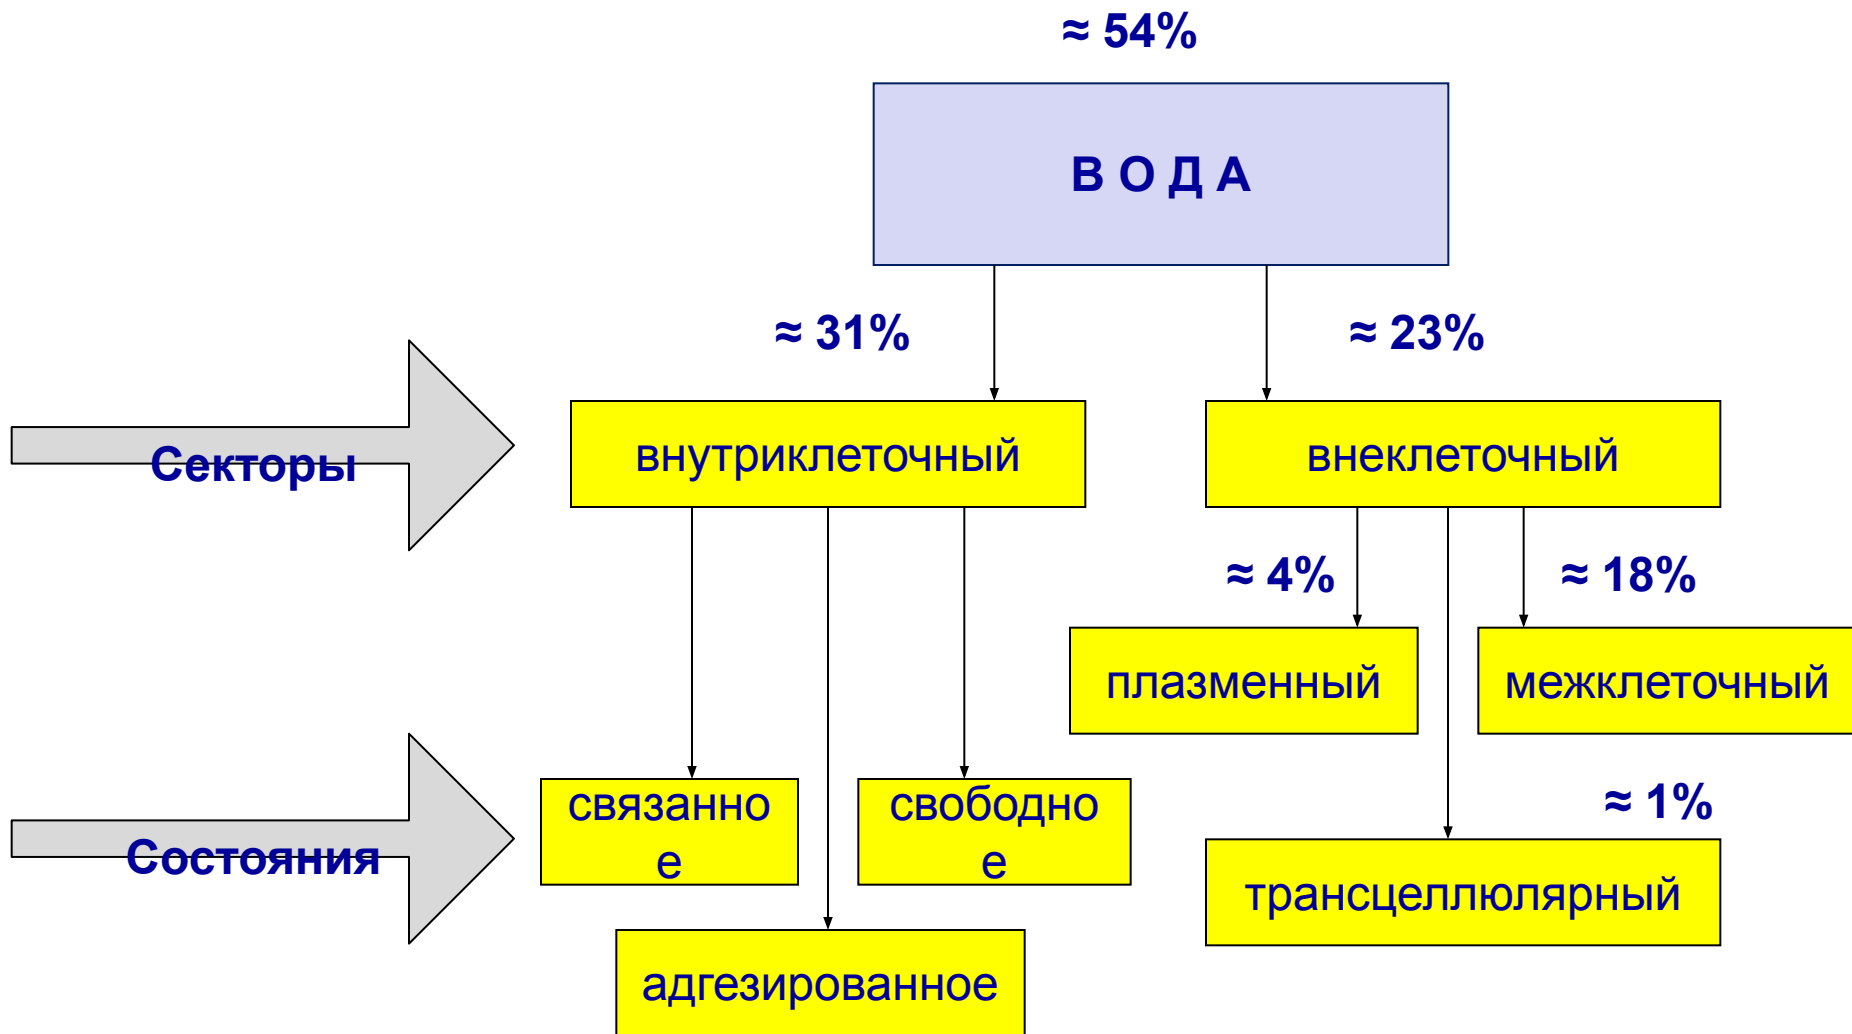 ≈ 54%
В О Д А
≈ 31%
≈ 23%
Секторы
внутриклеточный
внеклеточный
≈ 4%
≈ 18%
плазменный
межклеточный
Состояния
связанно
е
свободно
е
≈ 1%
трансцеллюлярный
адгезированное